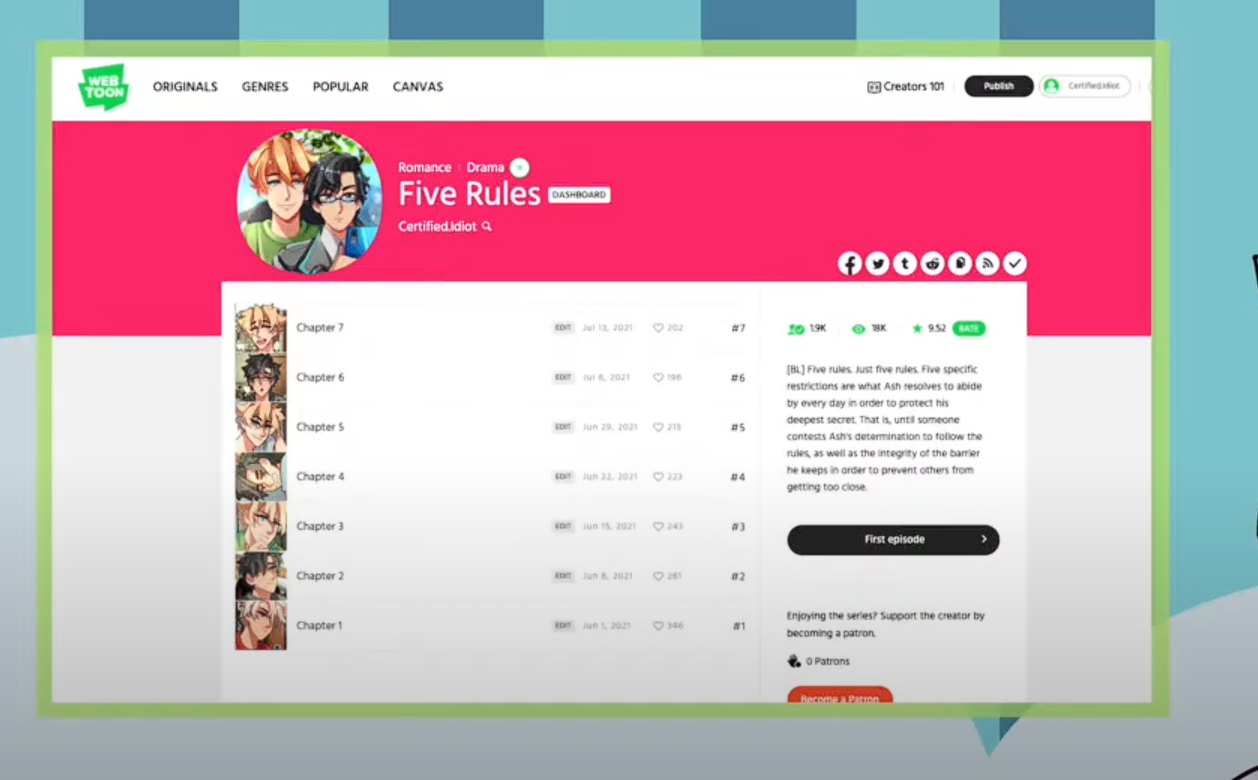 WEB
TOON
ORIGINALS GENRES POPULAR CANVAS
Creators 101 Publish Certified.Idiot
Romance Drama
Five Rules DASHBOARD
Certified.Idiot
Chapter 7 EDIT Jul 13, 2021 202 #7
Chapter 6 EDIT Jul 6, 2021 196 #6
Chapter 5 EDIT Jun 29, 2021 215 #5
Chapter 4 EDIT Jun 22, 2021 223 #4
Chapter 3 EDIT Jun 15, 2021 243 #3
Chapter 2 EDIT Jun 8, 2021 261 #2
Chapter 1 EDIT Jun 1, 2021 346 #1
1.9K 18K 9.52 RATE
[BL] Five rules. Just five rules. Five specific
restrictions are what Ash resolves to abide
by every day in order to protect his
deepest secret. That is, until someone
contests Ash's determination to follow the
rules, as well as the integrity of the barrier
he keeps in order to prevent others from
getting too close.
First episode
Enjoying the series? Support the creator by
becoming a patron.
0 Patrons
Become a Patron